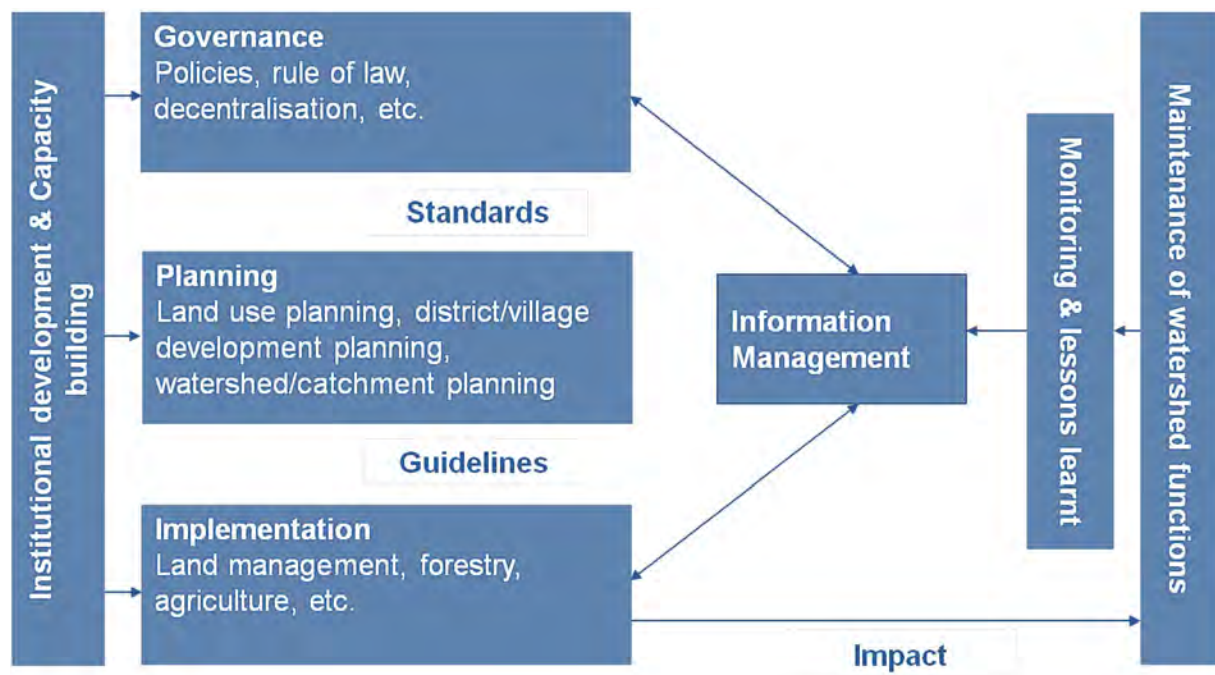 Institutional development & Capacity
building
Governance
Policies, rule of law,
decentralisation, etc.
Standards
Planning
Land use planning, district/village
development planning,
watershed/catchment planning
Guidelines
Implementation
Land management, forestry,
agriculture, etc.
Information
Management
Monitoring & lessons learnt
Maintenance of watershed functions
Impact